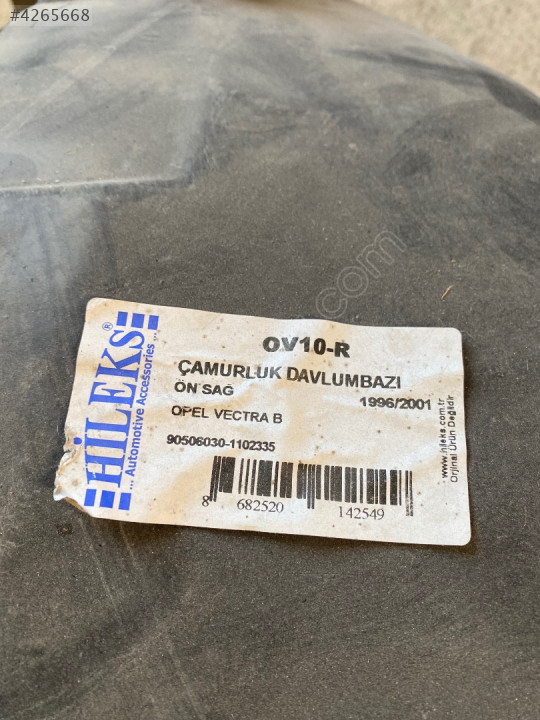 #4265668
.com
OV10-R
ÇAMURLUK DAVLUMBAZI
ÖN SAĞ
1996/2001
OPEL VECTRA B
90506030-1102335
8 682520 142549
HİLEKS®
... Automotive Accessories ...
www.hileks.com.tr
Orjinal Ürün Değildir